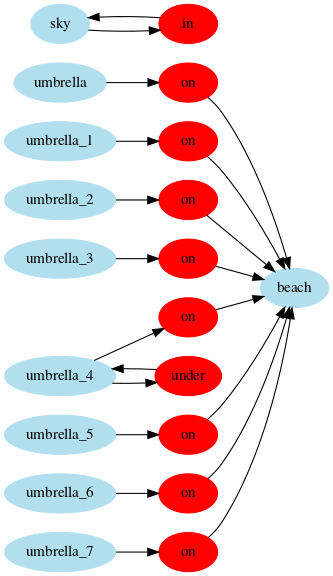 sky in
umbrella on
umbrella_1 on
umbrella_2 on
umbrella_3 on
beach
on
umbrella_4 under
umbrella_5 on
umbrella_6 on
umbrella_7 on